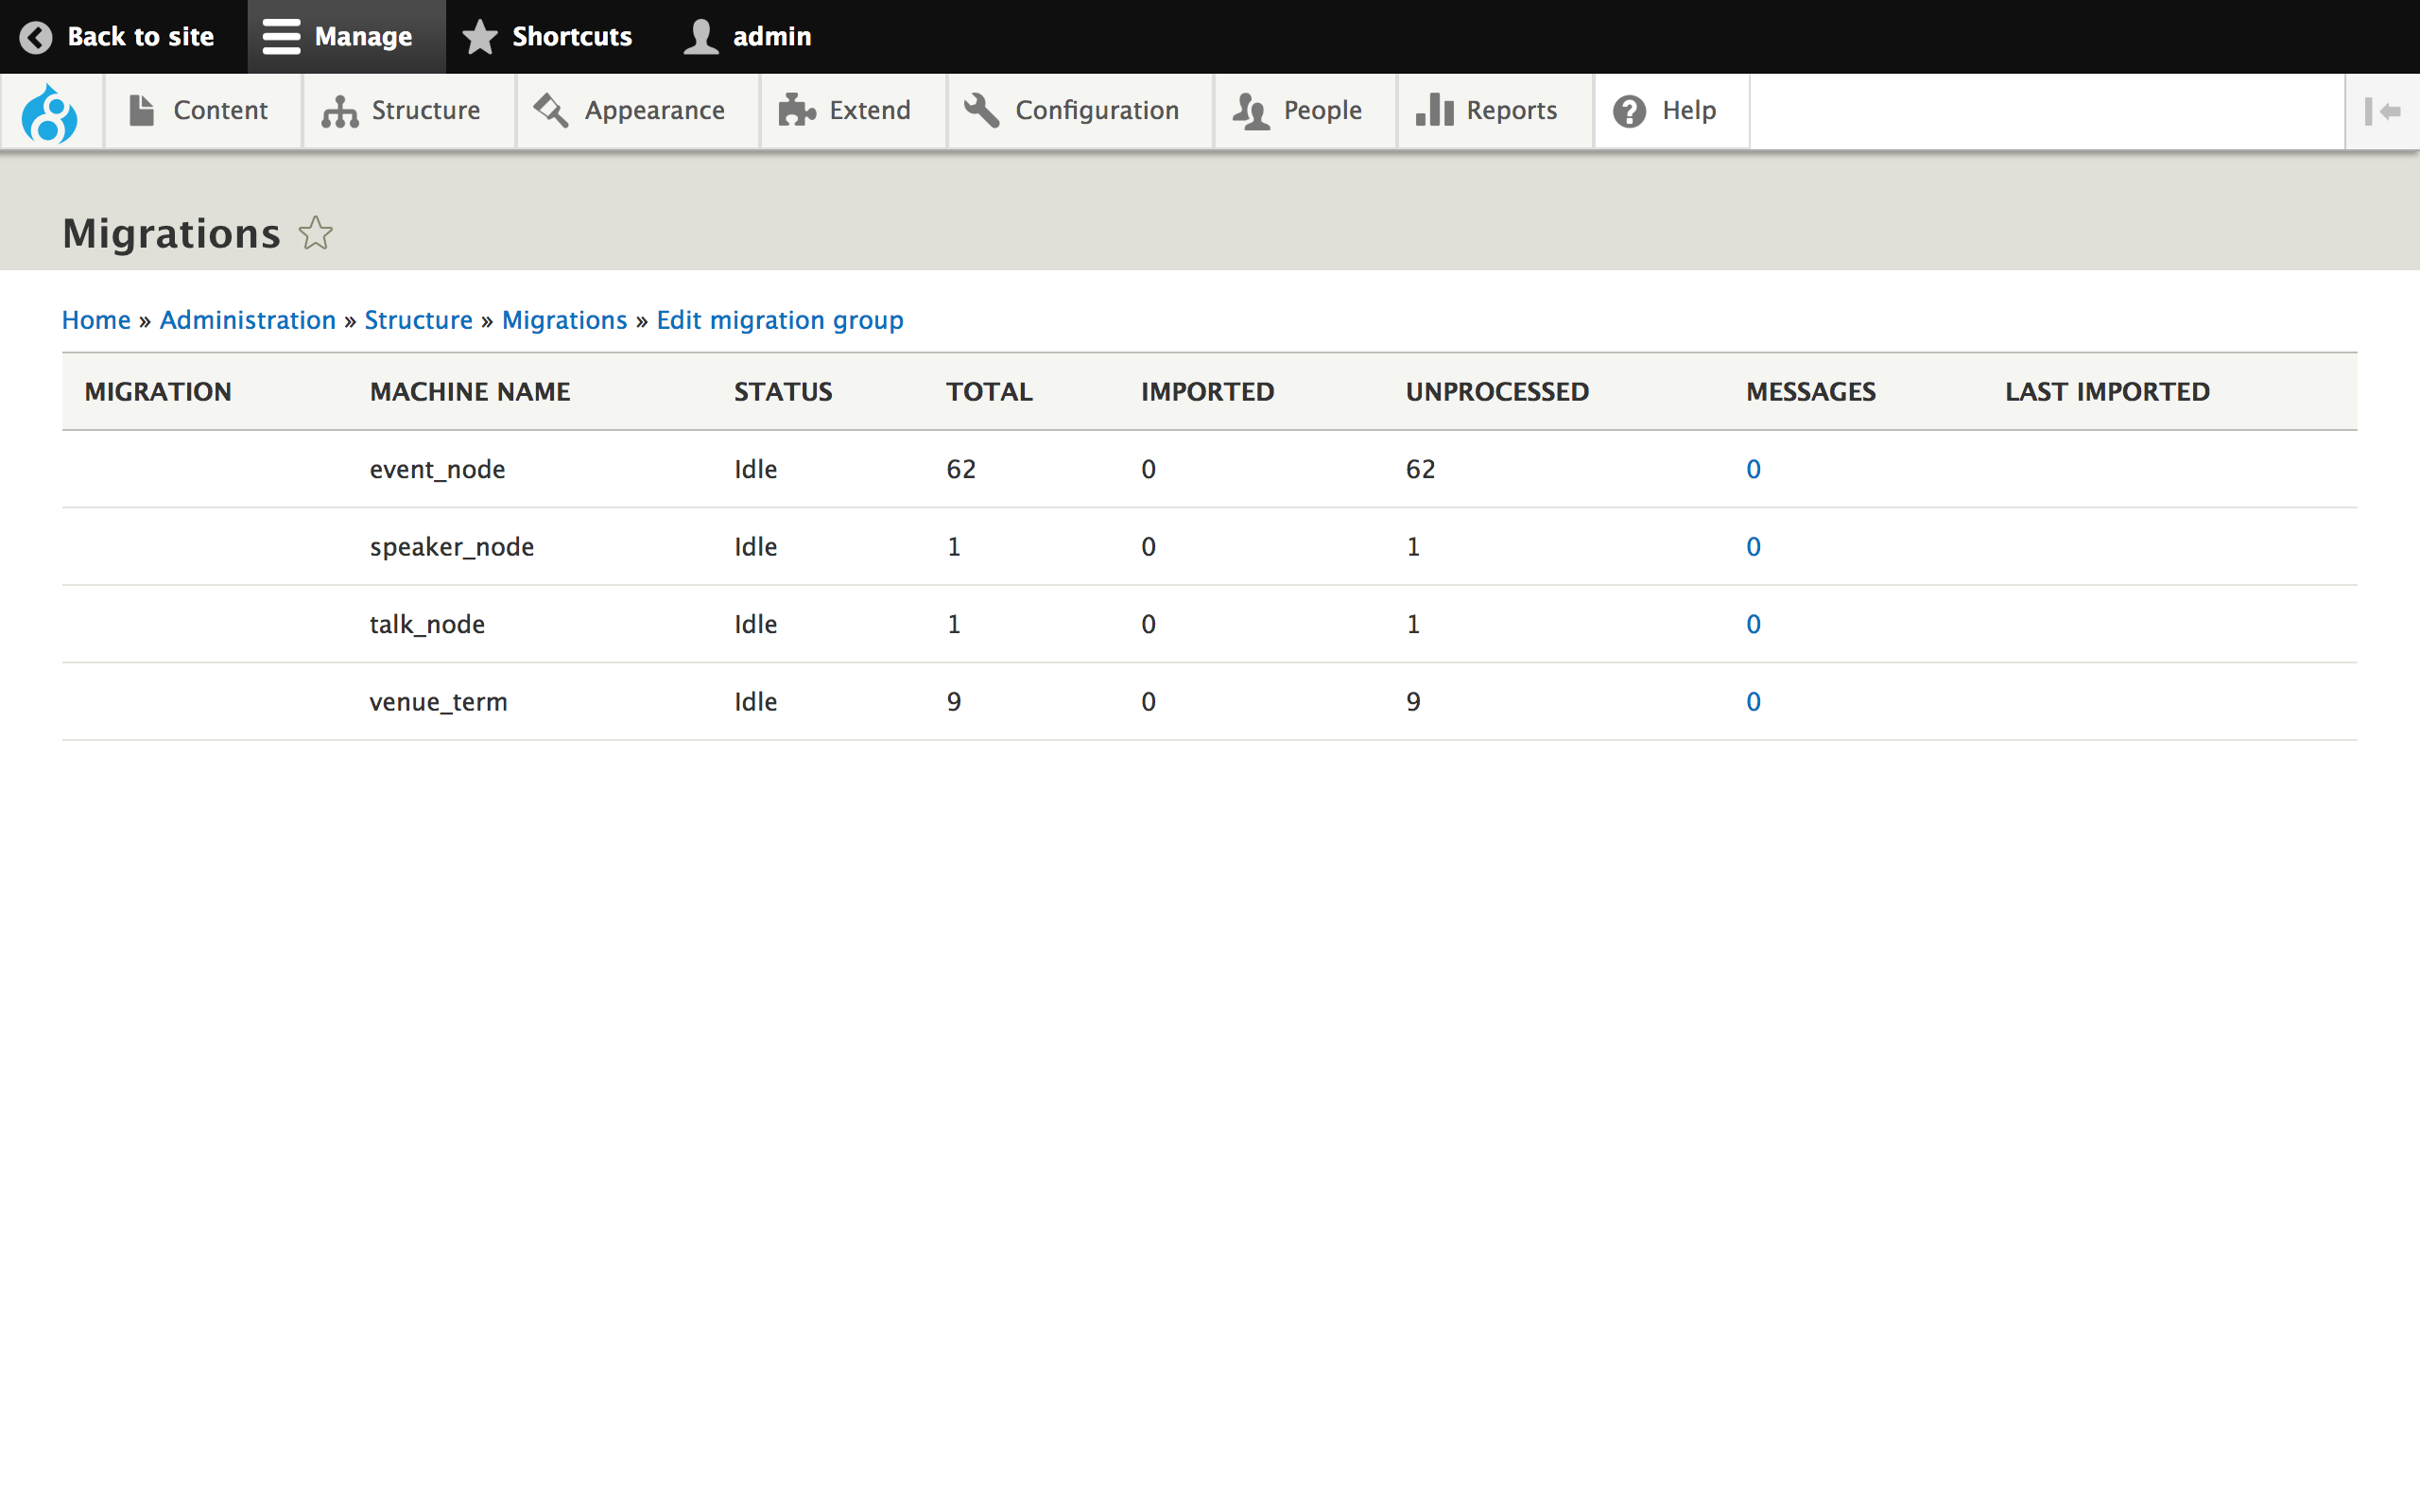 Back to site Manage Shortcuts admin
Content Structure Appearance Extend Configuration People Reports Help
Migrations
Home » Administration » Structure » Migrations » Edit migration group
MIGRATION MACHINE NAME STATUS TOTAL IMPORTED UNPROCESSED MESSAGES LAST IMPORTED
event_node Idle 62 0 62 0
speaker_node Idle 1 0 1 0
talk_node Idle 1 0 1 0
venue_term Idle 9 0 9 0